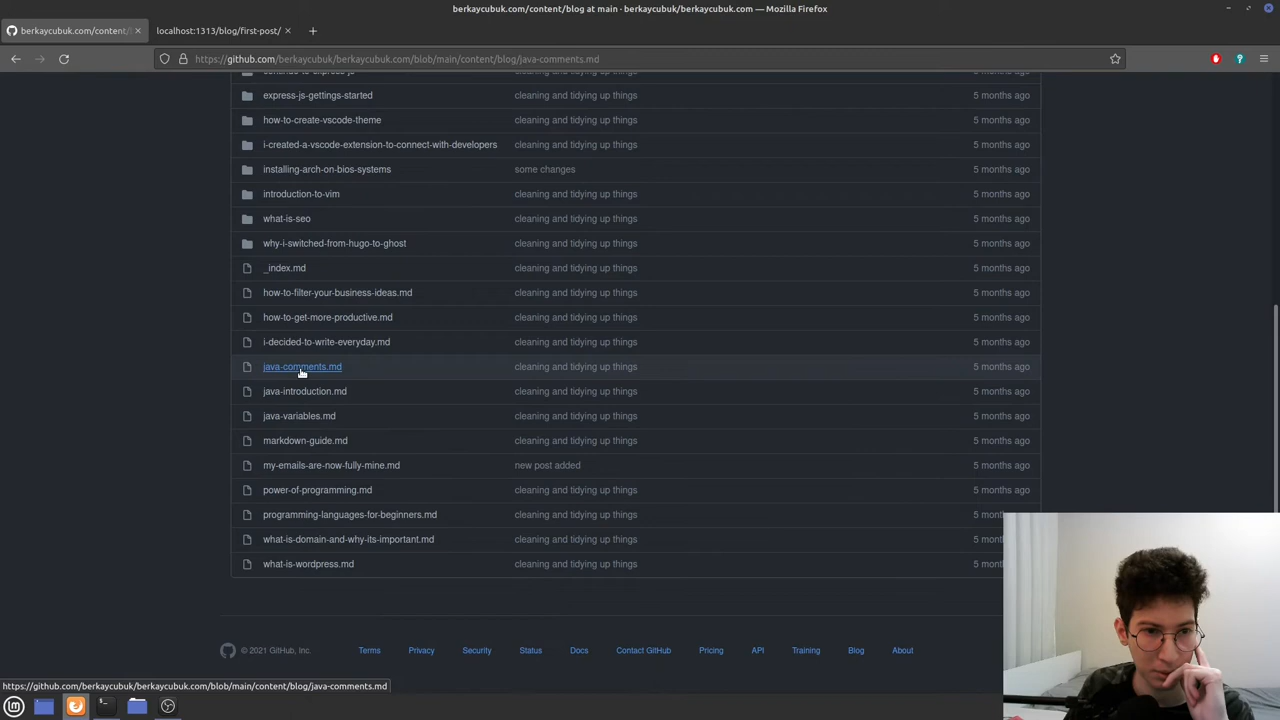 berkaycubuk.com/content/blog at main · berkaycubuk/berkaycubuk.com — Mozilla Firefox
berkaycubuk.com/content/
localhost:1313/blog/first-post/
https://github.com/berkaycubuk/berkaycubuk.com/blob/main/content/blog/java-comments.md
cleaning and tidying up things 5 months ago
express-js-gettings-started cleaning and tidying up things 5 months ago
how-to-create-vscode-theme cleaning and tidying up things 5 months ago
i-created-a-vscode-extension-to-connect-with-developers cleaning and tidying up things 5 months ago
installing-arch-on-bios-systems some changes 5 months ago
introduction-to-vim cleaning and tidying up things 5 months ago
what-is-seo cleaning and tidying up things 5 months ago
why-i-switched-from-hugo-to-ghost cleaning and tidying up things 5 months ago
_index.md cleaning and tidying up things 5 months ago
how-to-filter-your-business-ideas.md cleaning and tidying up things 5 months ago
how-to-get-more-productive.md cleaning and tidying up things 5 months ago
i-decided-to-write-everyday.md cleaning and tidying up things 5 months ago
java-comments.md cleaning and tidying up things 5 months ago
java-introduction.md cleaning and tidying up things 5 months ago
java-variables.md cleaning and tidying up things 5 months ago
markdown-guide.md cleaning and tidying up things 5 months ago
my-emails-are-now-fully-mine.md new post added 5 months ago
power-of-programming.md cleaning and tidying up things 5 months ago
programming-languages-for-beginners.md cleaning and tidying up things 5 months ago
what-is-domain-and-why-its-important.md cleaning and tidying up things 5 m
what-is-wordpress.md cleaning and tidying up things 5 m
© 2021 GitHub, Inc. Terms Privacy Security Status Docs Contact GitHub Pricing API Training Blog About
https://github.com/berkaycubuk/berkaycubuk.com/blob/main/content/blog/java-comments.md